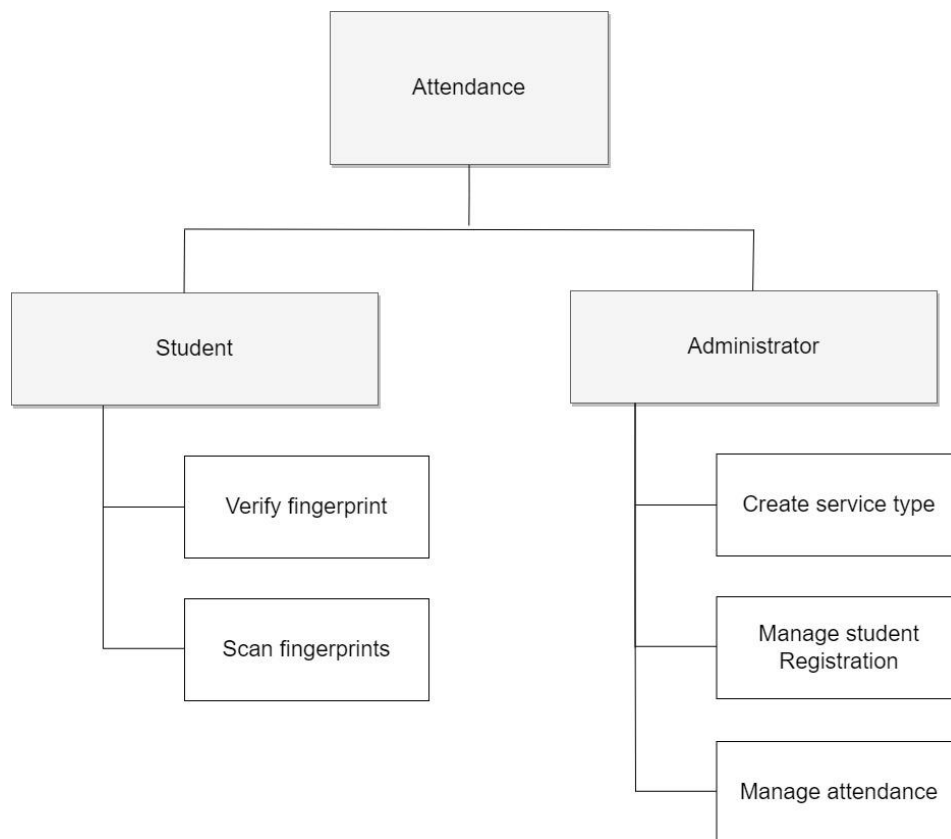 Attendance
Student
Administrator
Verify fingerprint
Scan fingerprints
Create service type
Manage student
Registration
Manage attendance